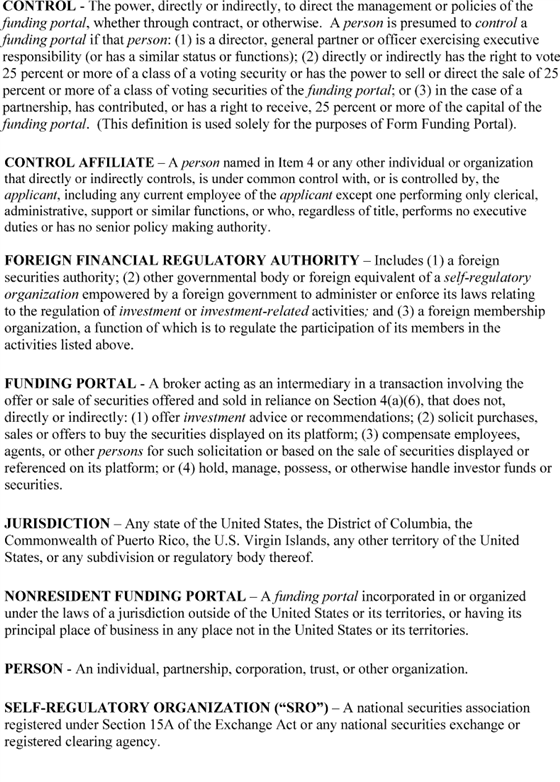 CONTROL - The power, directly or indirectly, to direct the management or policies of the
funding portal, whether through contract, or otherwise.  A person is presumed to control a
funding portal if that person: (1) is a director, general partner or officer exercising executive
responsibility (or has a similar status or functions); (2) directly or indirectly has the right to vote
25 percent or more of a class of a voting security or has the power to sell or direct the sale of 25
percent or more of a class of voting securities of the funding portal; or (3) in the case of a
partnership, has contributed, or has a right to receive, 25 percent or more of the capital of the
funding portal.  (This definition is used solely for the purposes of Form Funding Portal).
CONTROL AFFILIATE – A person named in Item 4 or any other individual or organization
that directly or indirectly controls, is under common control with, or is controlled by, the
applicant, including any current employee of the applicant except one performing only clerical,
administrative, support or similar functions, or who, regardless of title, performs no executive
duties or has no senior policy making authority.
FOREIGN FINANCIAL REGULATORY AUTHORITY – Includes (1) a foreign
securities authority; (2) other governmental body or foreign equivalent of a self-regulatory
organization empowered by a foreign government to administer or enforce its laws relating
to the regulation of investment or investment-related activities; and (3) a foreign membership
organization, a function of which is to regulate the participation of its members in the
activities listed above.
FUNDING PORTAL - A broker acting as an intermediary in a transaction involving the
offer or sale of securities offered and sold in reliance on Section 4(a)(6), that does not,
directly or indirectly: (1) offer investment advice or recommendations; (2) solicit purchases,
sales or offers to buy the securities displayed on its platform; (3) compensate employees,
agents, or other persons for such solicitation or based on the sale of securities displayed or
referenced on its platform; or (4) hold, manage, possess, or otherwise handle investor funds or
securities.
JURISDICTION – Any state of the United States, the District of Columbia, the
Commonwealth of Puerto Rico, the U.S. Virgin Islands, any other territory of the United
States, or any subdivision or regulatory body thereof.
NONRESIDENT FUNDING PORTAL – A funding portal incorporated in or organized
under the laws of a jurisdiction outside of the United States or its territories, or having its
principal place of business in any place not in the United States or its territories.
PERSON - An individual, partnership, corporation, trust, or other organization.
SELF-REGULATORY ORGANIZATION (“SRO”) – A national securities association
registered under Section 15A of the Exchange Act or any national securities exchange or
registered clearing agency.